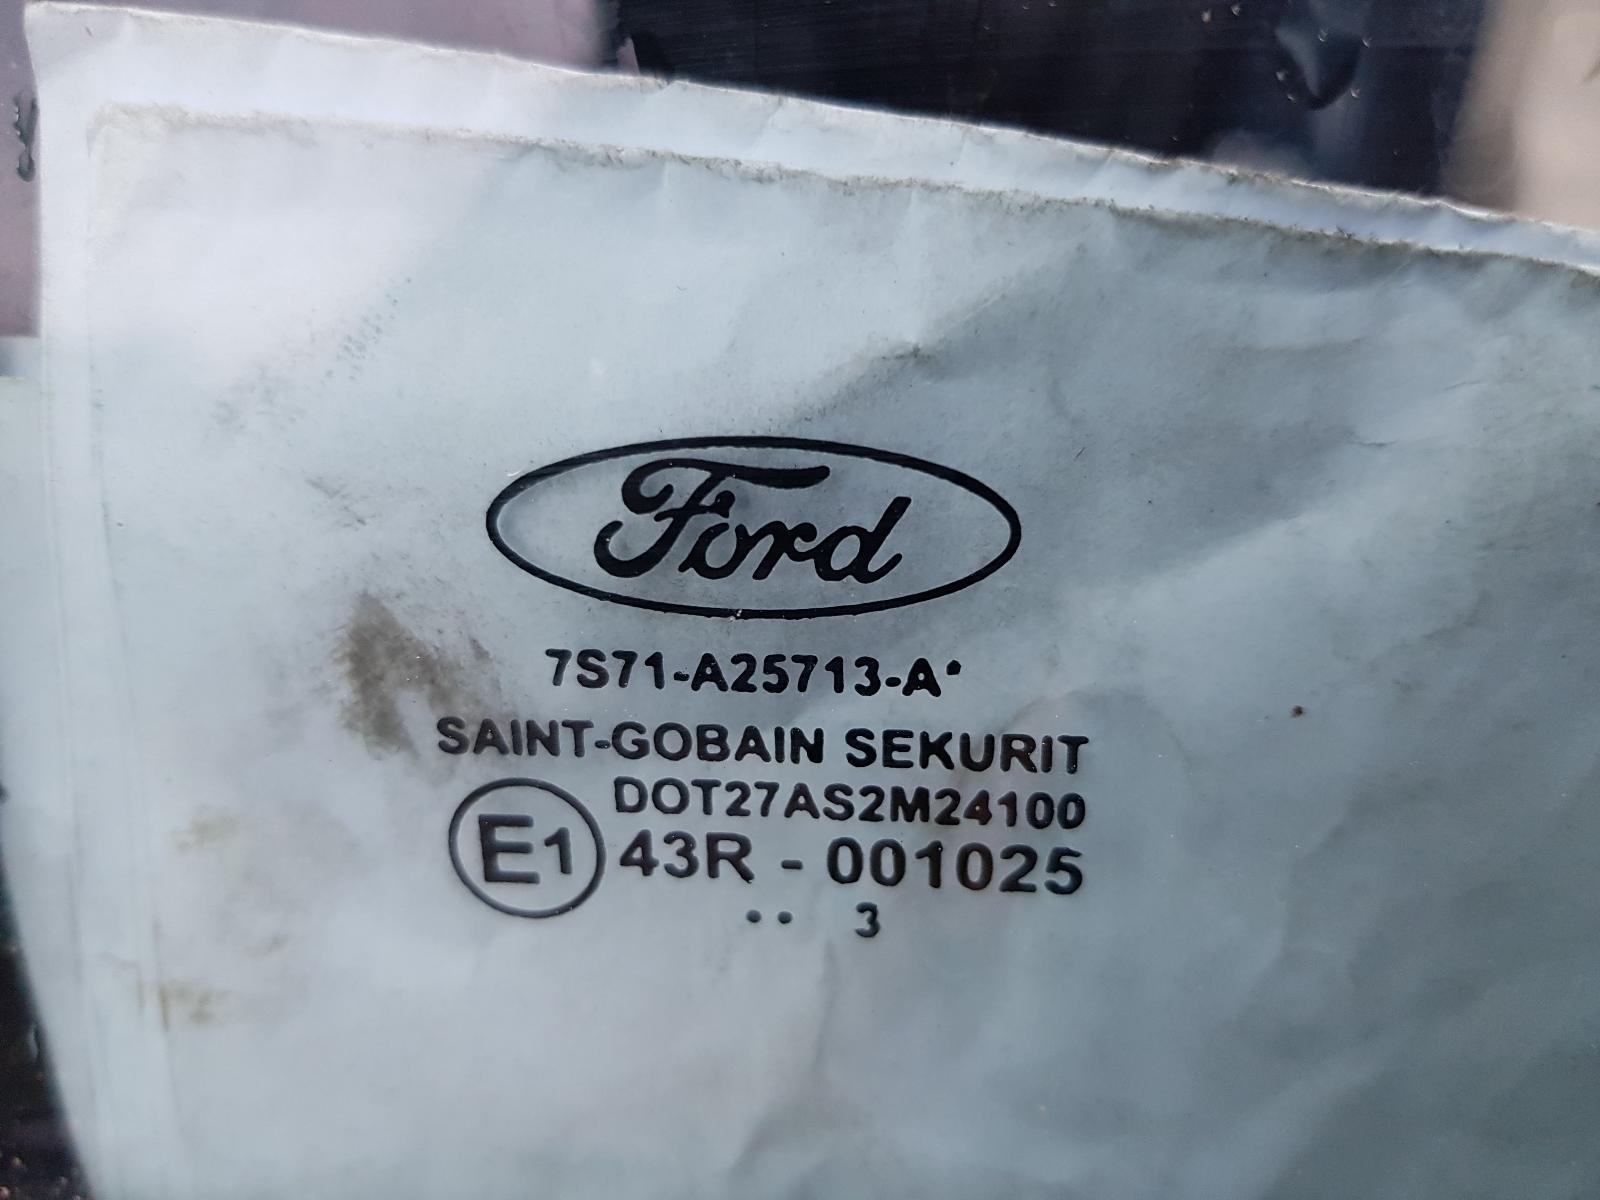 Ford
7S71-A25713-A•
SAINT-GOBAIN SEKURIT
DOT27AS2M24100
E1 43R - 001025
•• 3